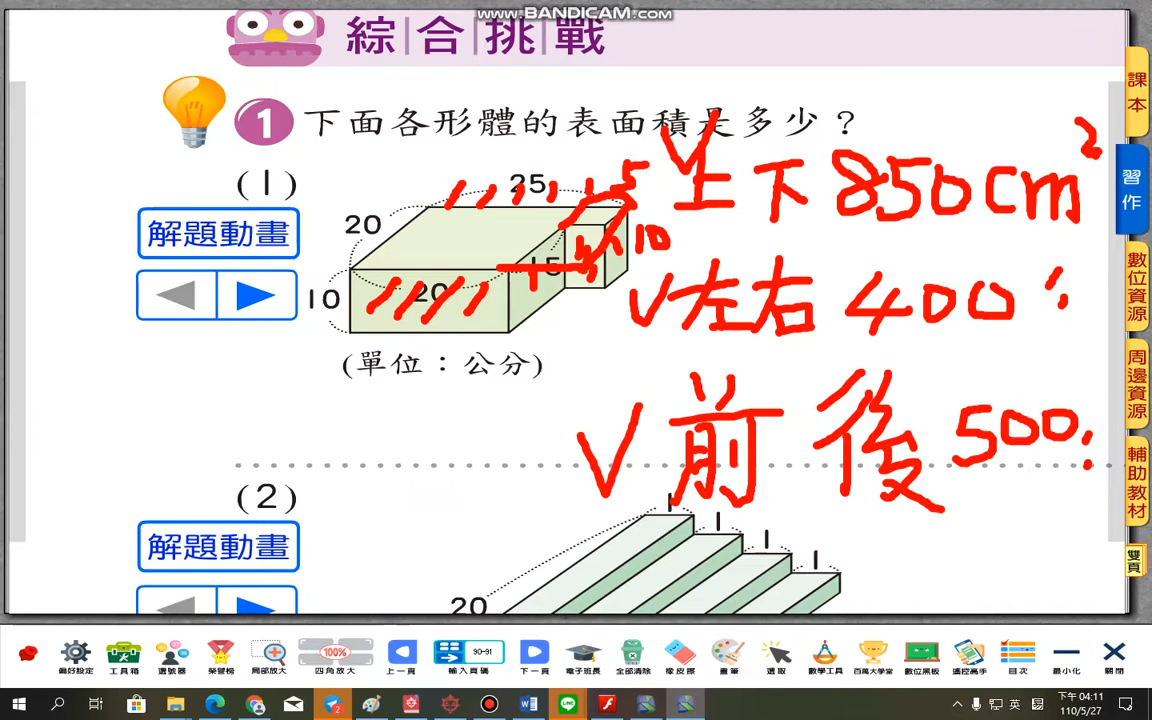 WWW.BANDICAM.COM
綜合挑戰
1 下面各形體的表面積是多少？
(1)
解題動畫
25
20
15
20
10
(單位：公分)
5
10
上下 850cm²
左右 400
前後 500
(2)
解題動畫
1
1
1
1
20
課本
習作
數位資源
周邊資源
輔助教材
雙頁
100%
90-91
偏好設定 工具箱 選號器 榮譽榜 局部放大 四角放大 上一頁 輸入頁碼 下一頁 電子班長 全部清除 橡皮擦 畫筆 選取 數學工具 百萬大學堂 數位黑板 遙控高手 目次 最小化 關閉
英
下午 04:11
110/5/27